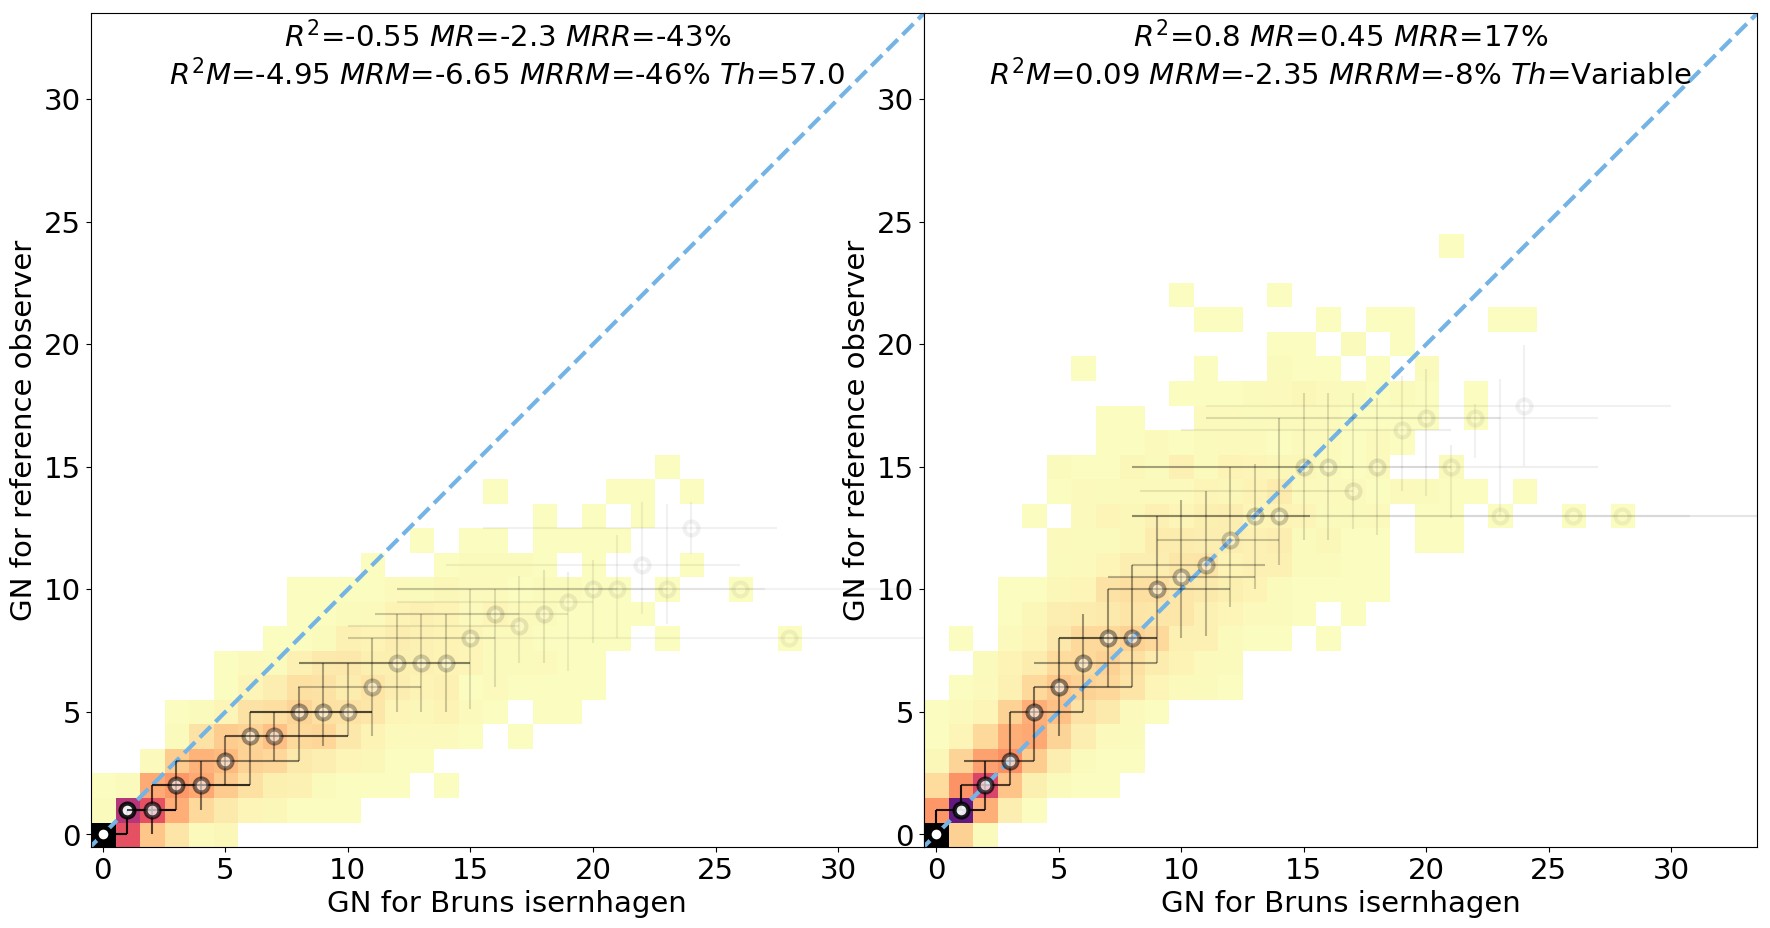 R²=-0.55 MR=-2.3 MRR=-43%
R²M=-4.95 MRM=-6.65 MRRM=-46% Th=57.0
30
25
20
15
10
5
0
GN for reference observer
0 5 10 15 20 25 30
GN for Bruns isernhagen
R²=0.8 MR=0.45 MRR=17%
R²M=0.09 MRM=-2.35 MRRM=-8% Th=Variable
30
25
20
15
10
5
0
GN for reference observer
0 5 10 15 20 25 30
GN for Bruns isernhagen